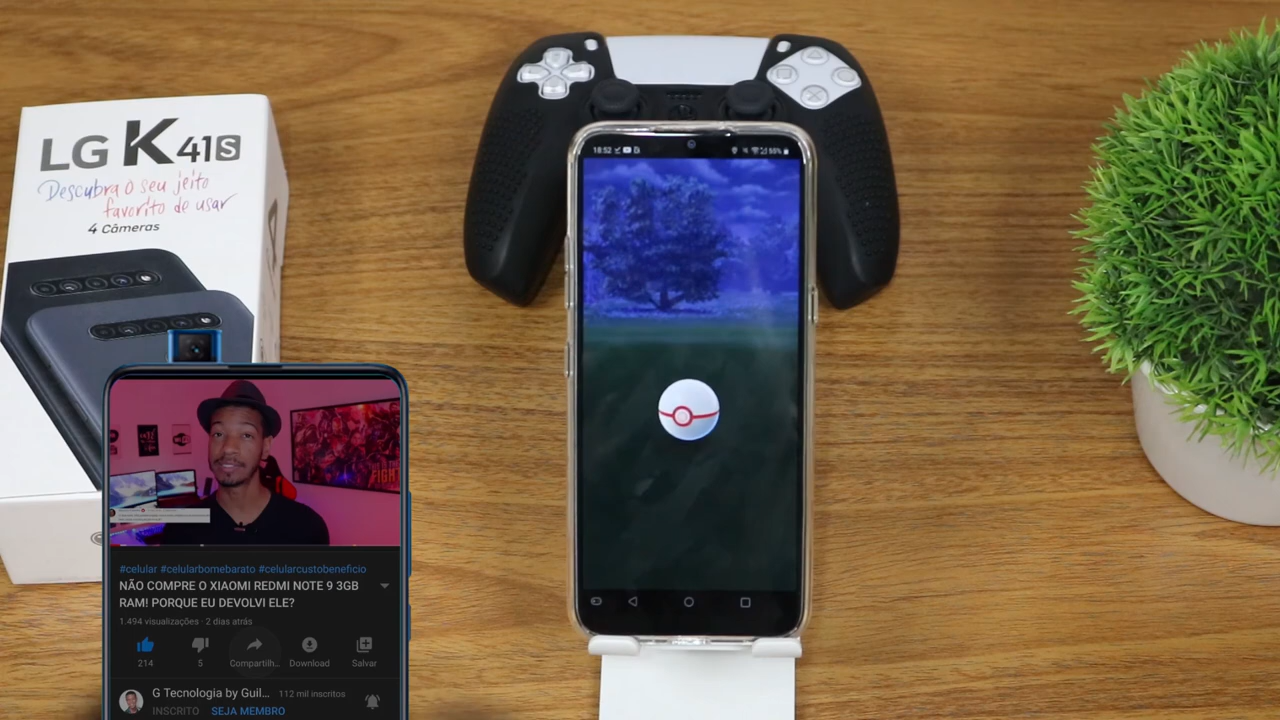 LG K41S
Descubra o seu jeito
favorito de usar
4 Câmeras
18:52
55%
#celular #celularbomebarato #celularcustobeneficio
NÃO COMPRE O XIAOMI REDMI NOTE 9 3GB
RAM! PORQUE EU DEVOLVI ELE?
1.494 visualizações · 2 dias atrás
214 5 Compartilh... Download Salvar
G Tecnologia by Guil... 112 mil inscritos
INSCRITO SEJA MEMBRO